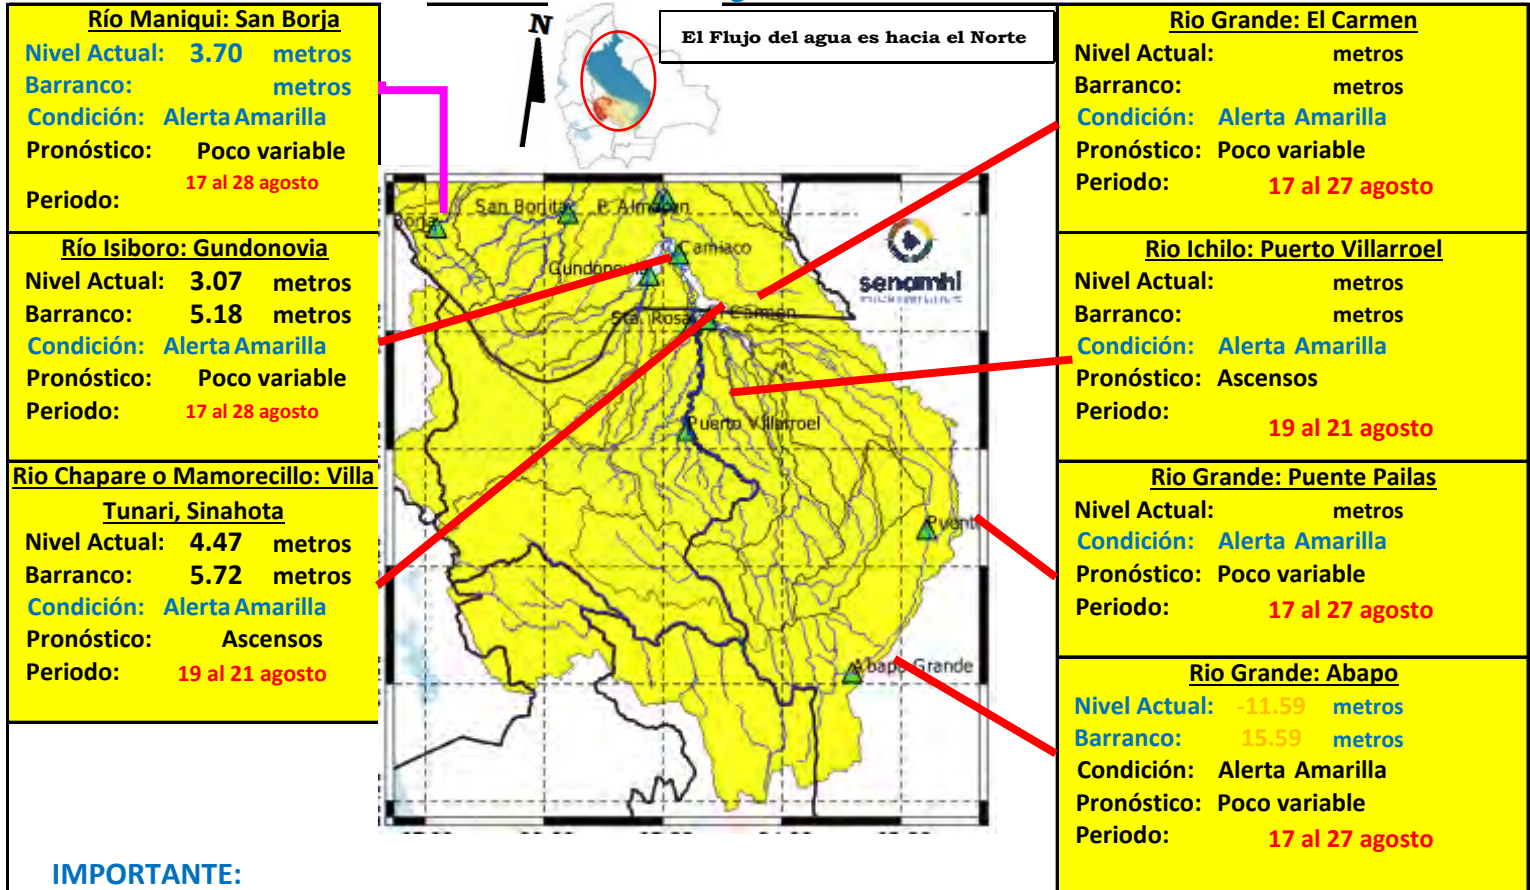 Río Maniqui: San Borja
Nivel Actual: 3.70 metros
Barranco: metros
Condición: Alerta Amarilla
Pronóstico: Poco variable
17 al 28 agosto
Periodo:
Río Isiboro: Gundonovia
Nivel Actual: 3.07 metros
Barranco: 5.18 metros
Condición: Alerta Amarilla
Pronóstico: Poco variable
Periodo: 17 al 28 agosto
Rio Chapare o Mamorecillo: Villa
Tunari, Sinahota
Nivel Actual: 4.47 metros
Barranco: 5.72 metros
Condición: Alerta Amarilla
Pronóstico: Ascensos
Periodo: 19 al 21 agosto
IMPORTANTE:
N
El Flujo del agua es hacia el Norte
San Bonita
P. Almacen
Borja
Camiaco
Gundonovia
senamhi
Sta. Rosa
Carmen
Puerto Villarroel
Puent
Abapo Grande
Rio Grande: El Carmen
Nivel Actual: metros
Barranco: metros
Condición: Alerta Amarilla
Pronóstico: Poco variable
Periodo: 17 al 27 agosto
Rio Ichilo: Puerto Villarroel
Nivel Actual: metros
Barranco: metros
Condición: Alerta Amarilla
Pronóstico: Ascensos
Periodo:
19 al 21 agosto
Rio Grande: Puente Pailas
Nivel Actual: metros
Condición: Alerta Amarilla
Pronóstico: Poco variable
Periodo: 17 al 27 agosto
Rio Grande: Abapo
Nivel Actual: -11.59 metros
Barranco: 15.59 metros
Condición: Alerta Amarilla
Pronóstico: Poco variable
Periodo: 17 al 27 agosto